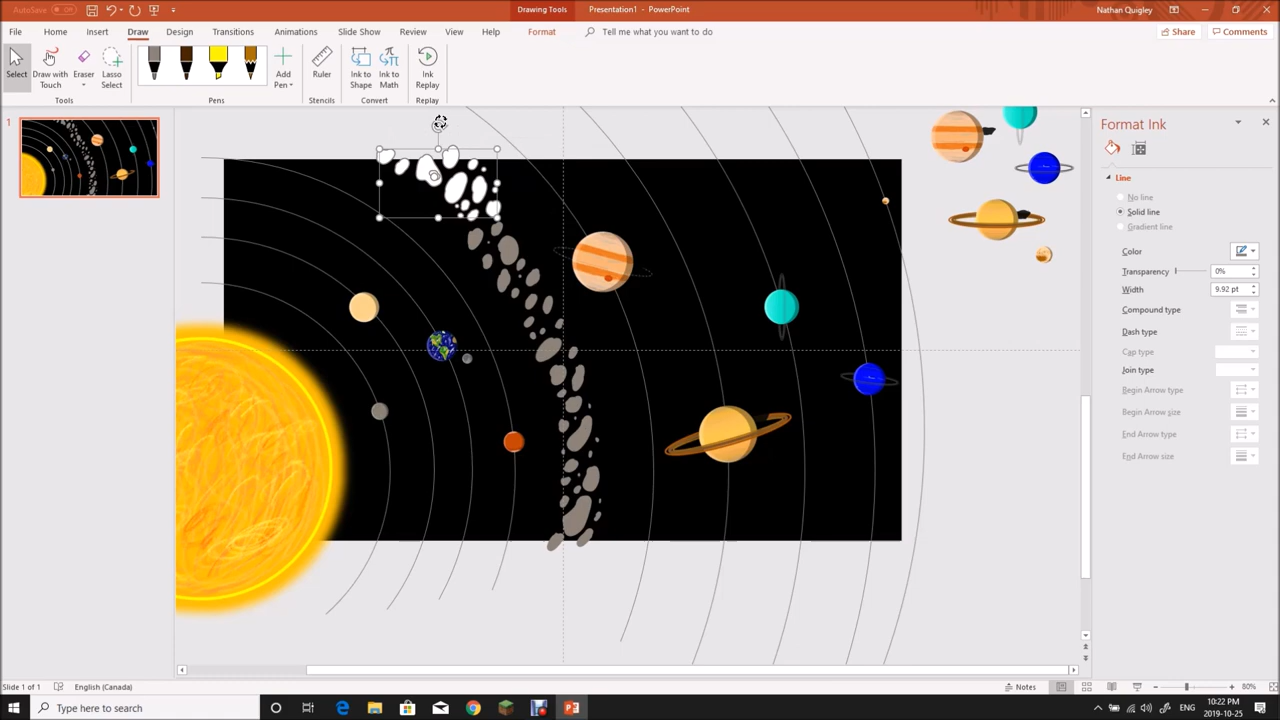 AutoSave Off
Drawing Tools
Presentation1 - PowerPoint
Nathan Quigley
File Home Insert Draw Design Transitions Animations Slide Show Review View Help Format Tell me what you want to do
Share Comments
Select
Draw with Touch
Eraser
Lasso Select
Add Pen
Ruler
Ink to Shape
Ink to Math
Ink Replay
Tools Pens Stencils Convert Replay
1
Format Ink
Line
No line
Solid line
Gradient line
Color
Transparency 0%
Width 9.92 pt
Compound type
Dash type
Cap type
Join type
Begin Arrow type
Begin Arrow size
End Arrow type
End Arrow size
Slide 1 of 1 English (Canada) Notes 80%
Type here to search
10:22 PM
2019-10-25